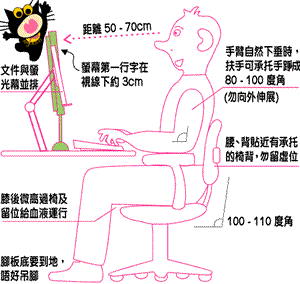 距離 50 - 70cm
文件與螢
光幕並排
螢幕第一行字在
視線下約 3cm
手臂自然下垂時，
扶手可承托手踭成
80 - 100 度角
(勿向外伸展)
腰、背貼近有承托
的椅背，勿留虛位
膝後微高過椅及
留位給血液運行
100 - 110 度角
腳板底要到地，
唔好吊腳